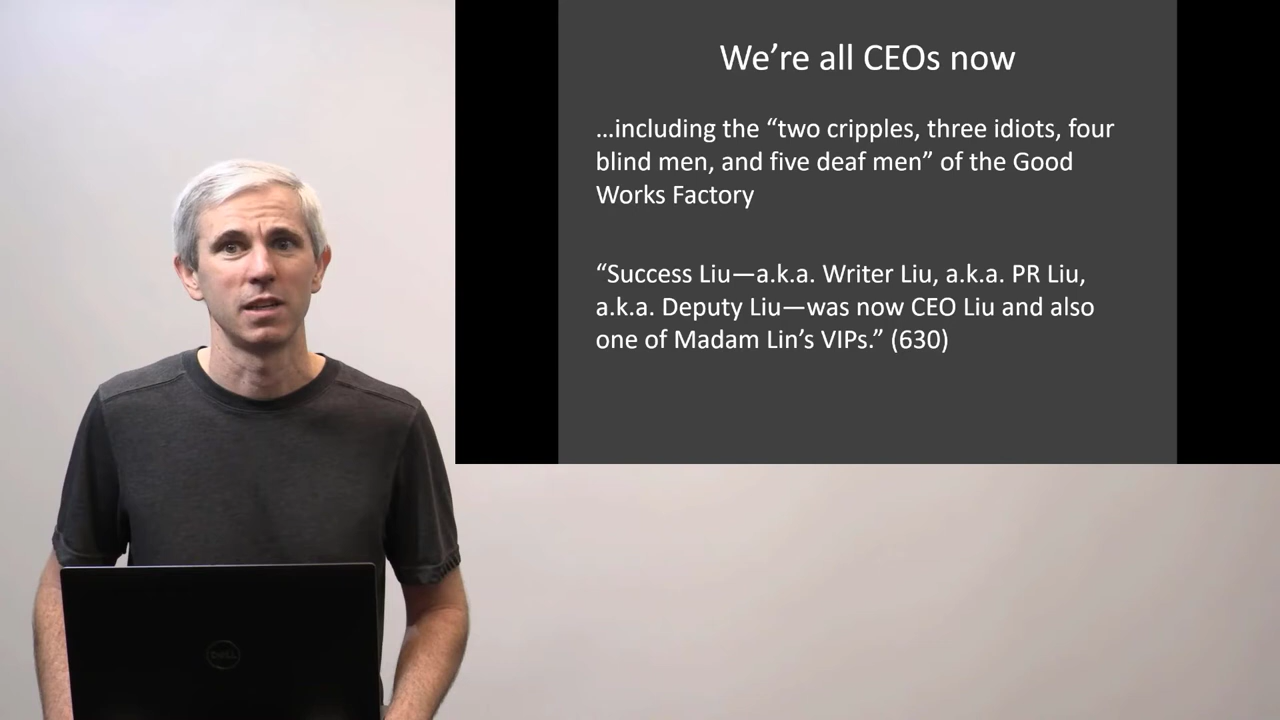 We’re all CEOs now
…including the “two cripples, three idiots, four
blind men, and five deaf men” of the Good
Works Factory
“Success Liu—a.k.a. Writer Liu, a.k.a. PR Liu,
a.k.a. Deputy Liu—was now CEO Liu and also
one of Madam Lin’s VIPs.” (630)
DELL